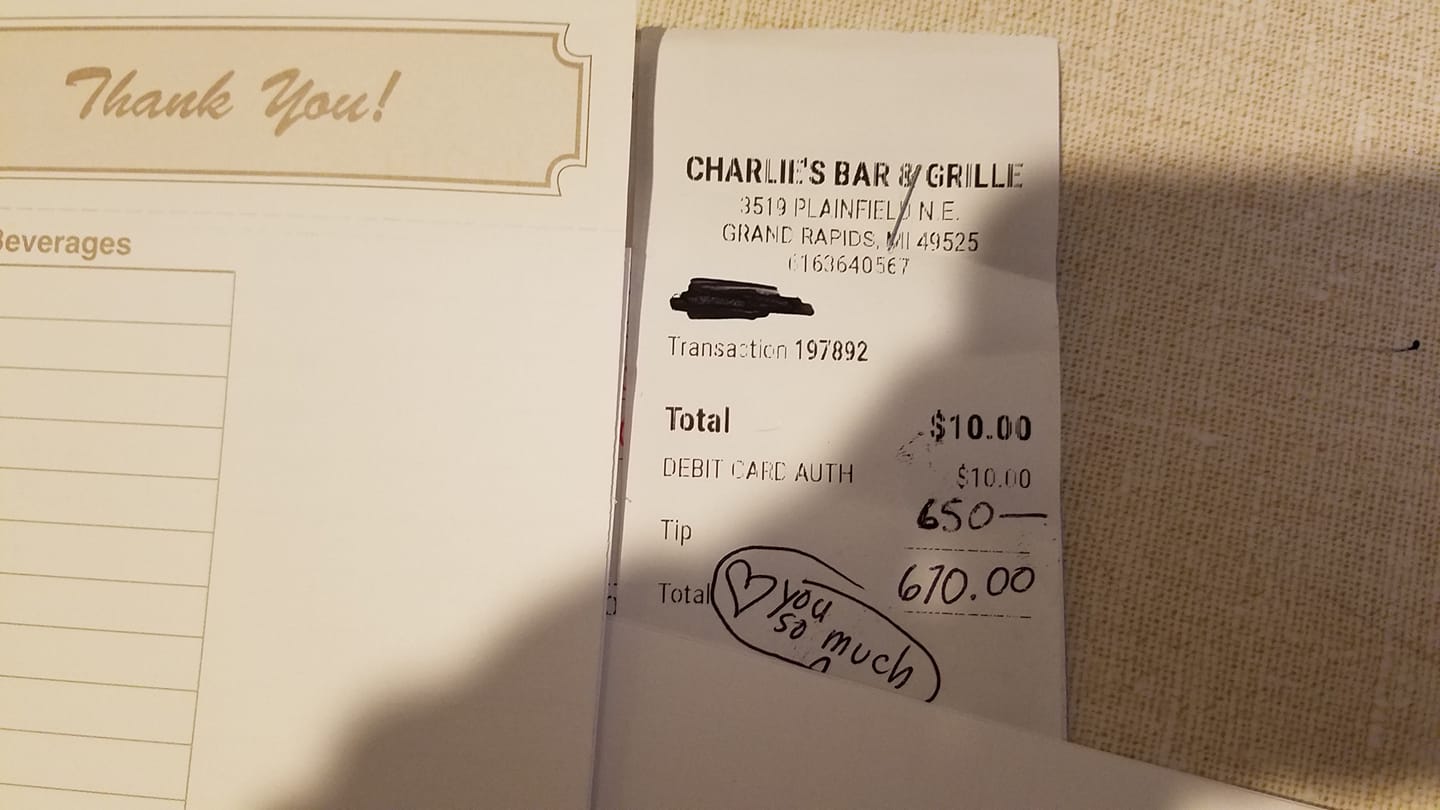 Thank You!
Beverages
CHARLIE'S BAR & GRILLE
3519 PLAINFIELD N.E.
GRAND RAPIDS, MI 49525
6163640567
Transaction 197892
Total $10.00
DEBIT CARD AUTH $10.00
Tip 650—
Total 670.00
♡ you
so much